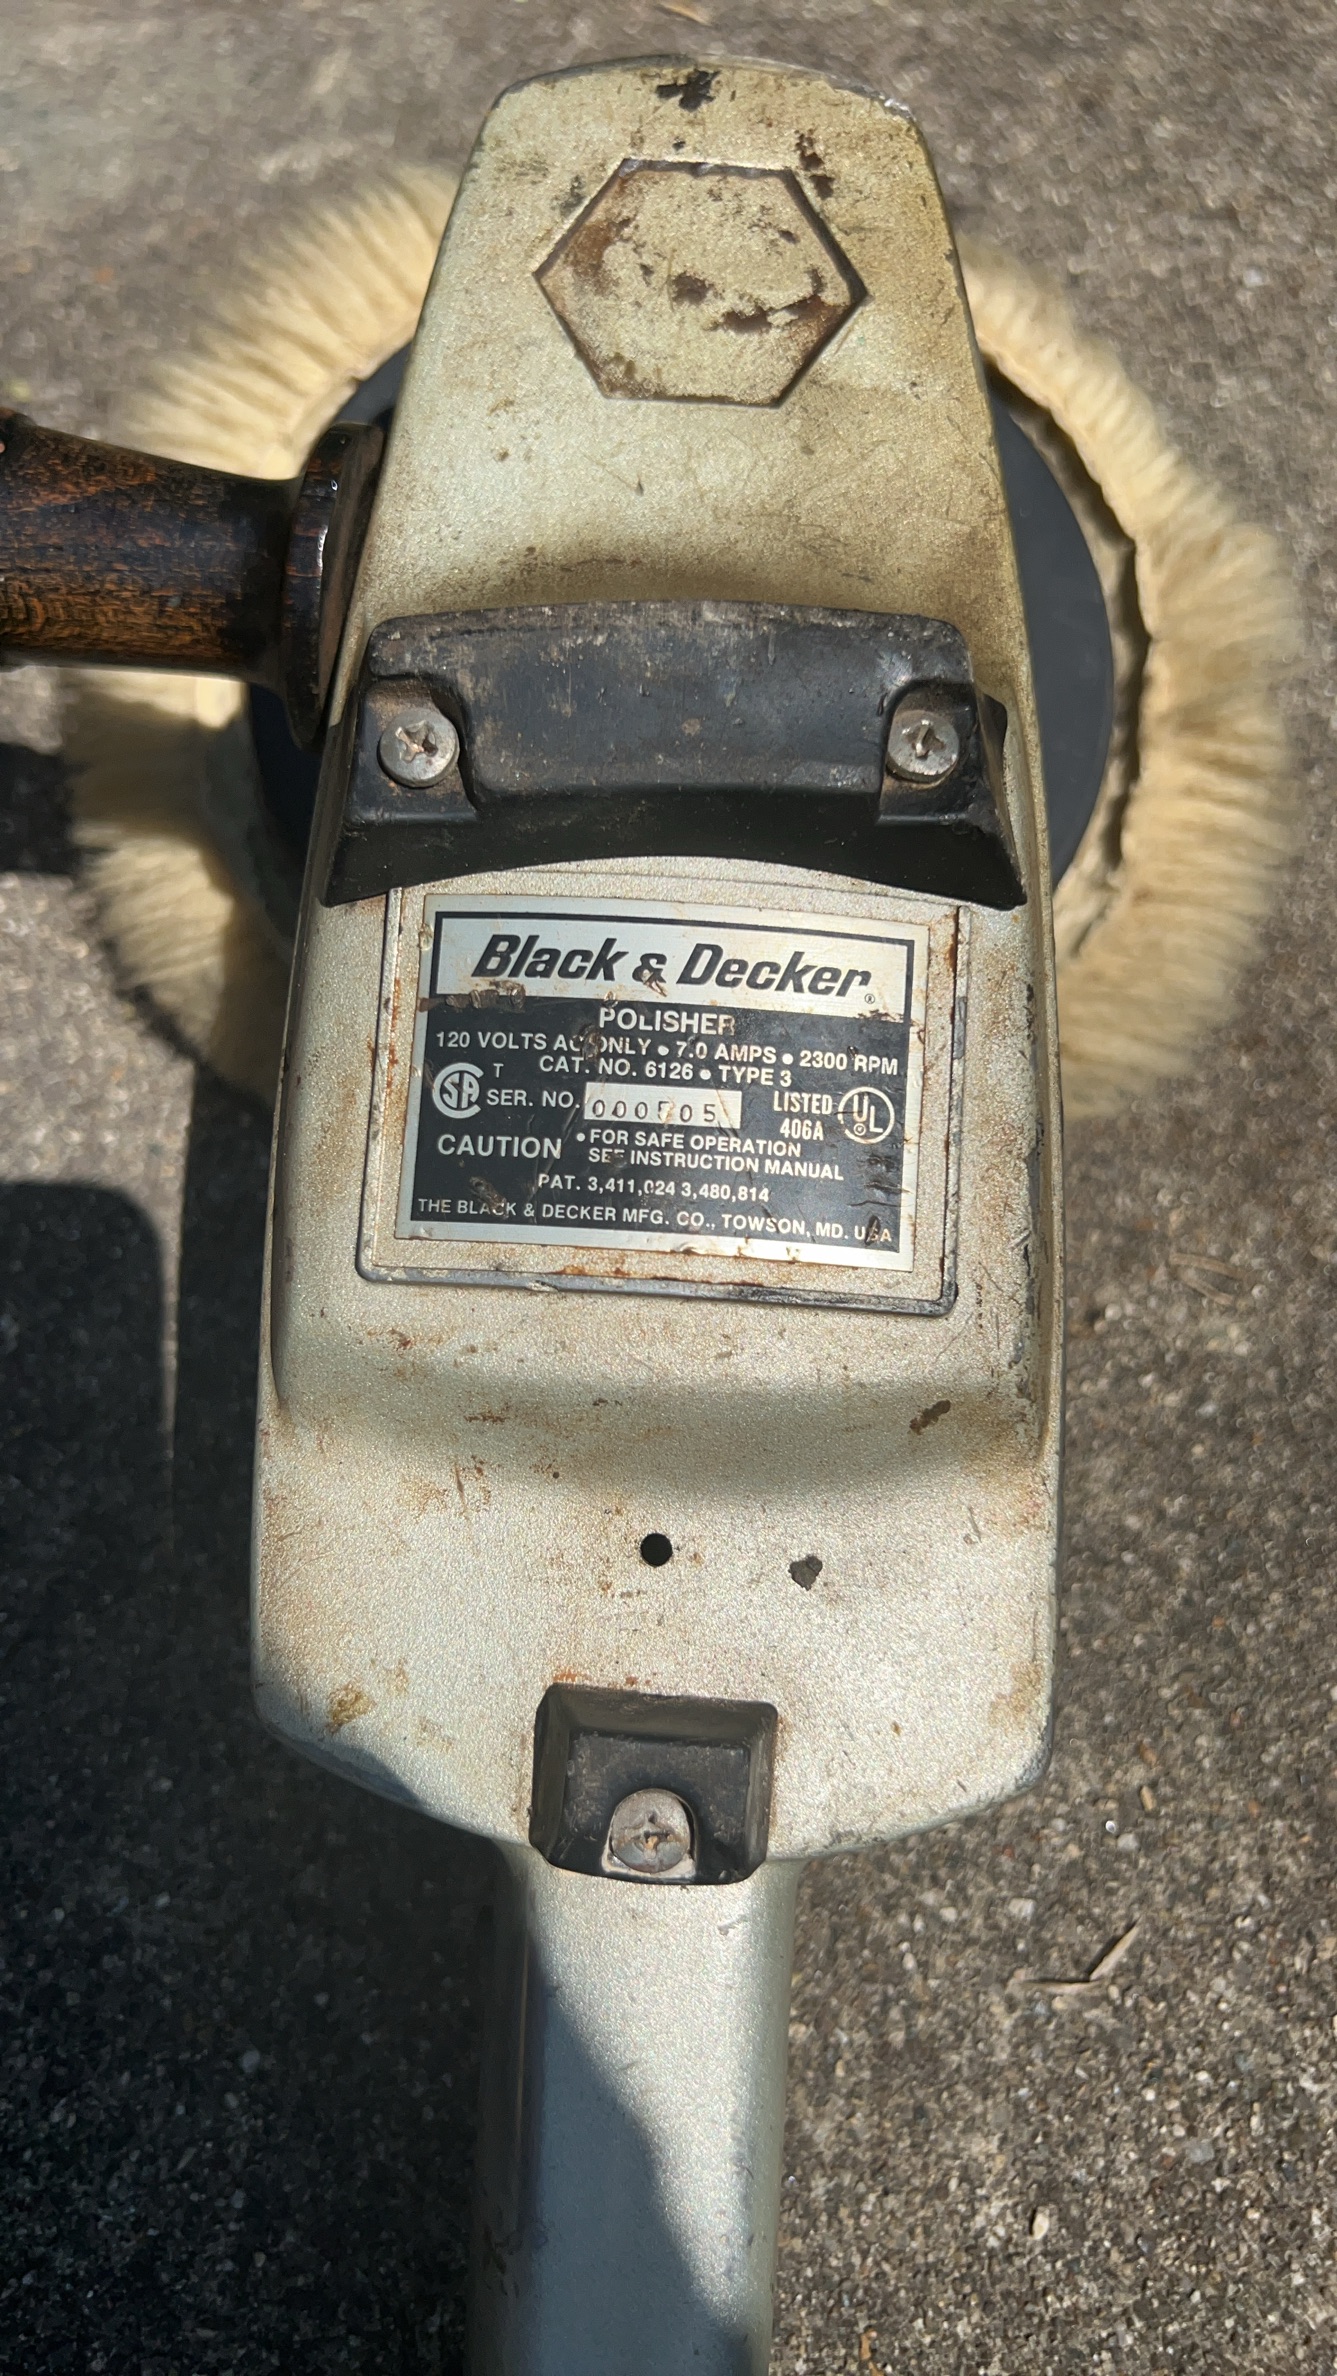 Black & Decker®
POLISHER
120 VOLTS AC ONLY • 7.0 AMPS • 2300 RPM
CAT. NO. 6126 • TYPE 3
SA T SER. NO. LISTED UL
406A
CAUTION • FOR SAFE OPERATION
SEE INSTRUCTION MANUAL
PAT. 3,411,024 3,480,814
THE BLACK & DECKER MFG. CO., TOWSON, MD. USA